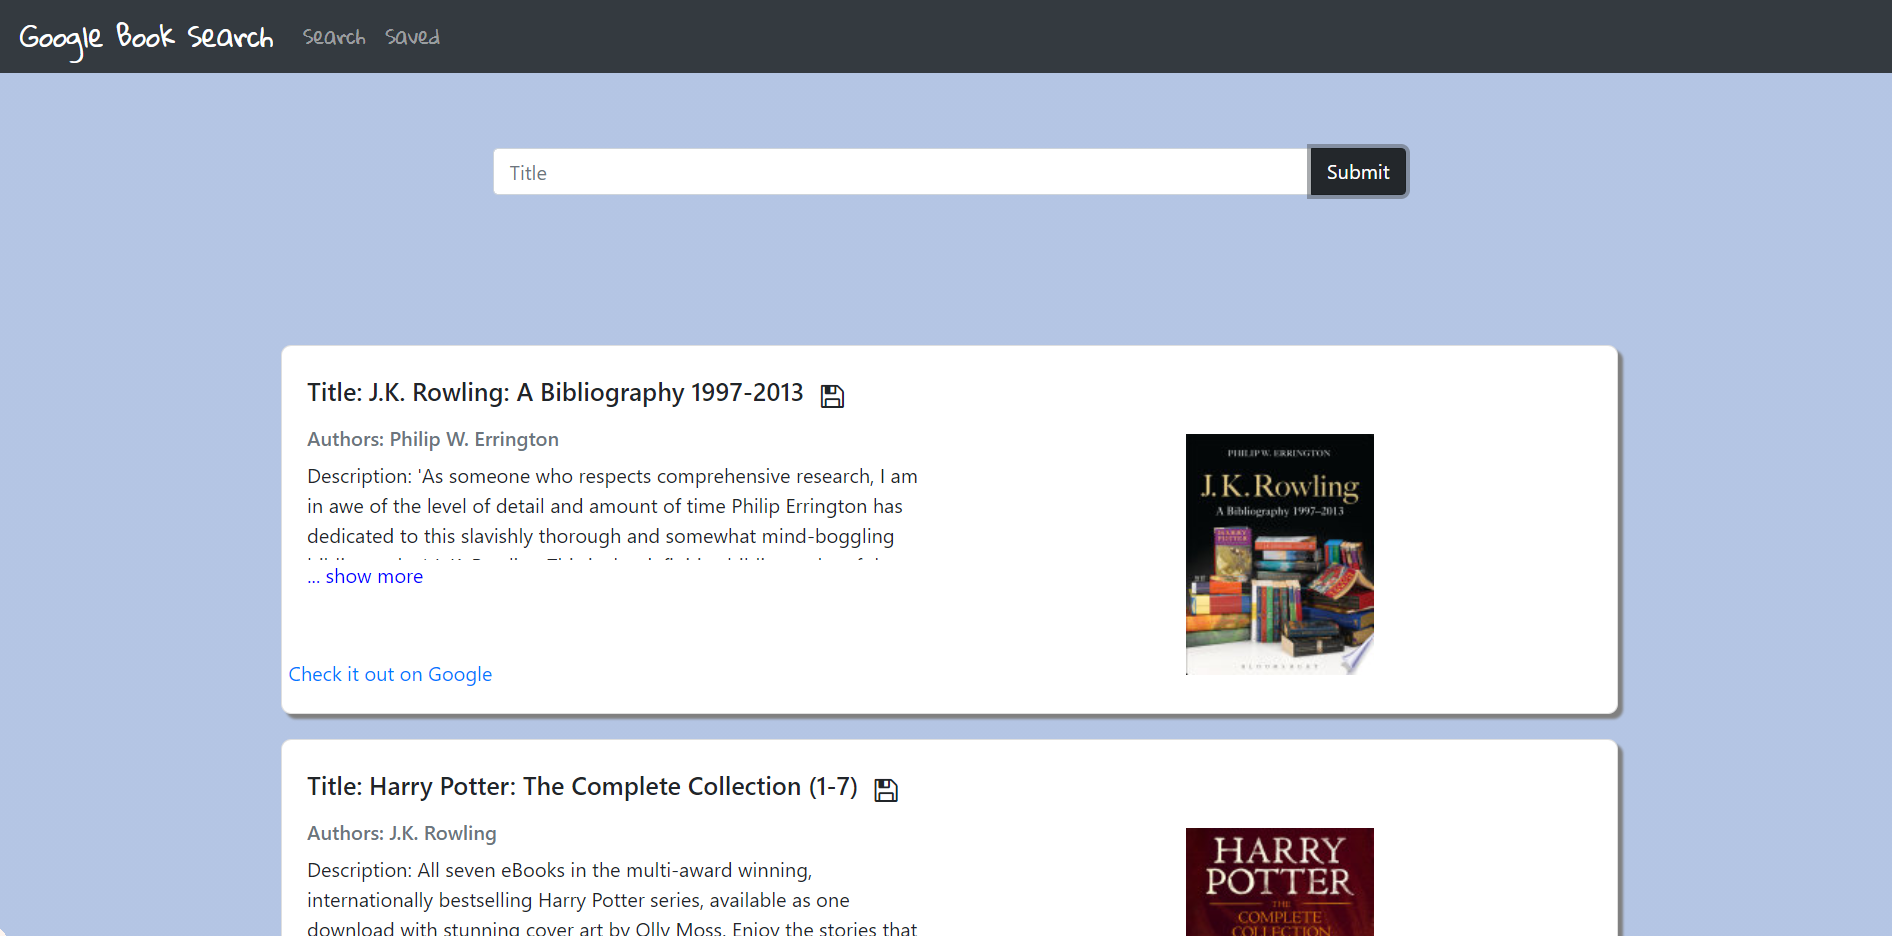 Google Book Search Search Saved
Title Submit
Title: J.K. Rowling: A Bibliography 1997-2013
Authors: Philip W. Errington
Description: 'As someone who respects comprehensive research, I am
in awe of the level of detail and amount of time Philip Errington has
dedicated to this slavishly thorough and somewhat mind-boggling
... show more
Check it out on Google
PHILIP W. ERRINGTON
J.K. Rowling
A Bibliography 1997–2013
HARRY POTTER
BLOOMSBURY
Title: Harry Potter: The Complete Collection (1-7)
Authors: J.K. Rowling
Description: All seven eBooks in the multi-award winning,
internationally bestselling Harry Potter series, available as one
download with stunning cover art by Olly Moss. Enjoy the stories that
HARRY
POTTER
THE
COMPLETE
COLLECTION